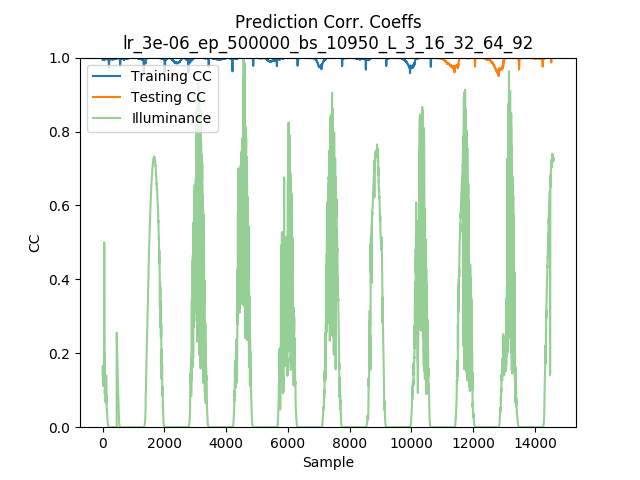 Prediction Corr. Coeffs
lr_3e-06_ep_500000_bs_10950_L_3_16_32_64_92
Training CC
Testing CC
Illuminance
CC
1.0
0.8
0.6
0.4
0.2
0.0
0 2000 4000 6000 8000 10000 12000 14000
Sample